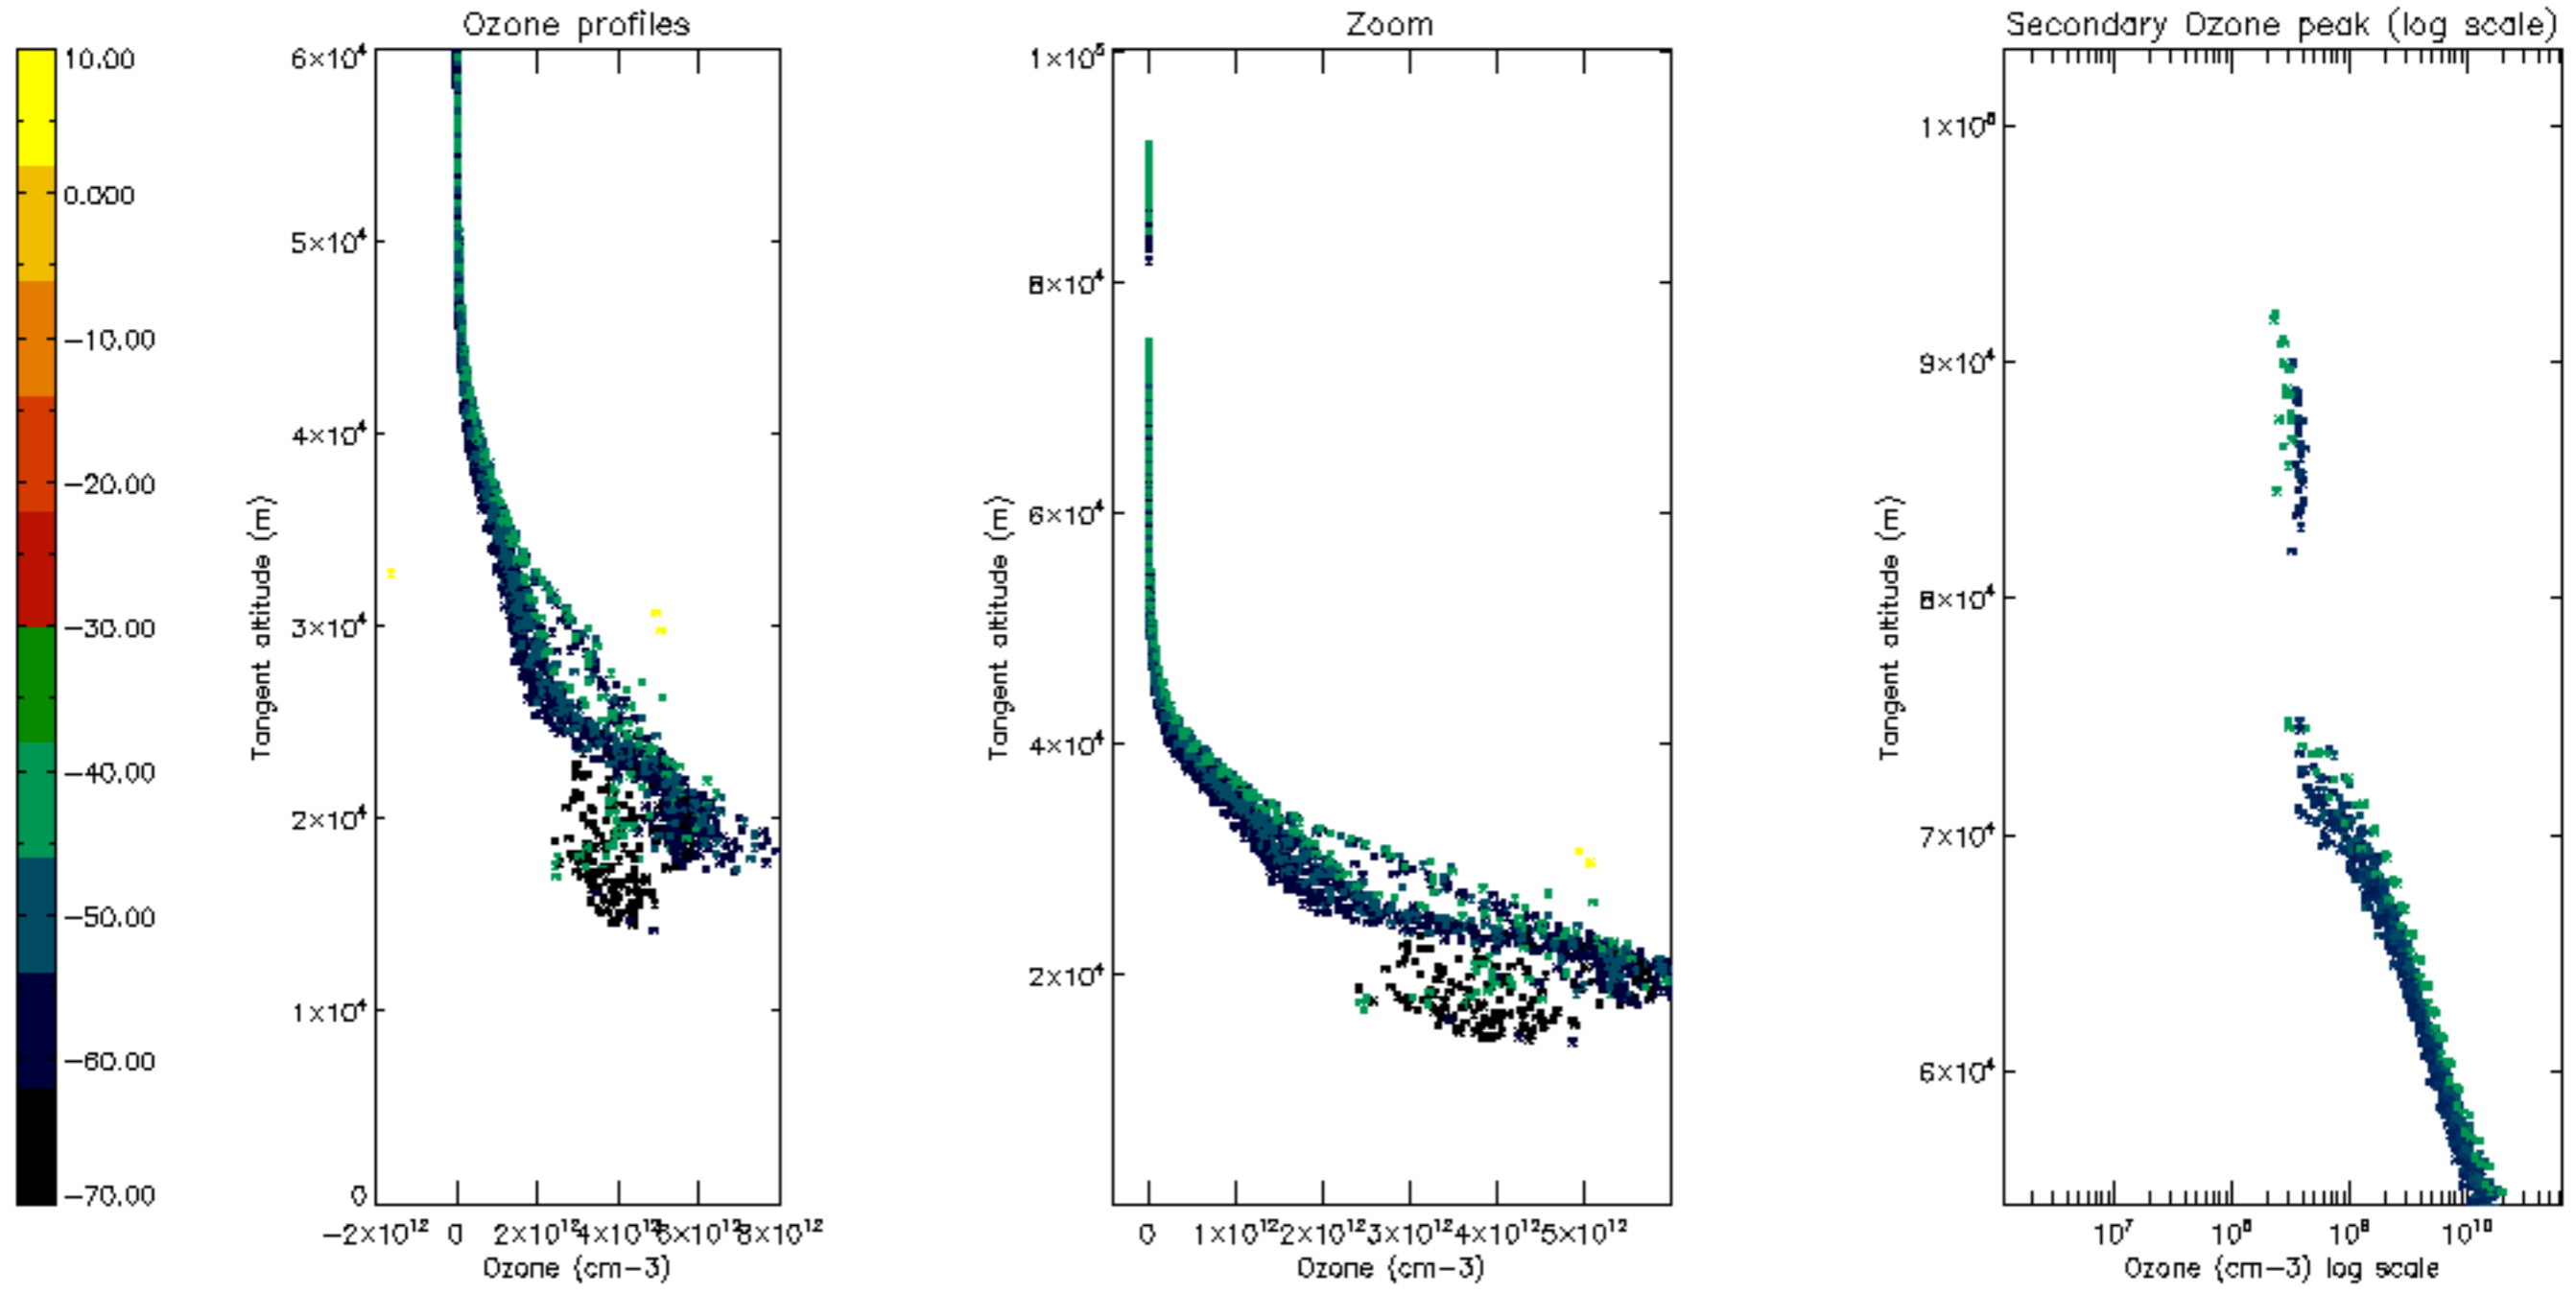 Ozone profiles
Zoom
Secondary Ozone peak (log scale)
10.00
0.000
−10.00
−20.00
−30.00
−40.00
−50.00
−60.00
−70.00
6×10⁴
5×10⁴
4×10⁴
3×10⁴
2×10⁴
1×10⁴
0
Tangent altitude (m)
−2×10¹² 0 2×10¹² 4×10¹² 6×10¹² 8×10¹²
Ozone (cm−3)
1×10⁵
8×10⁴
6×10⁴
4×10⁴
2×10⁴
Tangent altitude (m)
0 1×10¹² 2×10¹² 3×10¹² 4×10¹² 5×10¹²
Ozone (cm−3)
1×10⁵
9×10⁴
8×10⁴
7×10⁴
6×10⁴
Tangent altitude (m)
10⁷ 10⁸ 10⁹ 10¹⁰
Ozone (cm−3) log scale